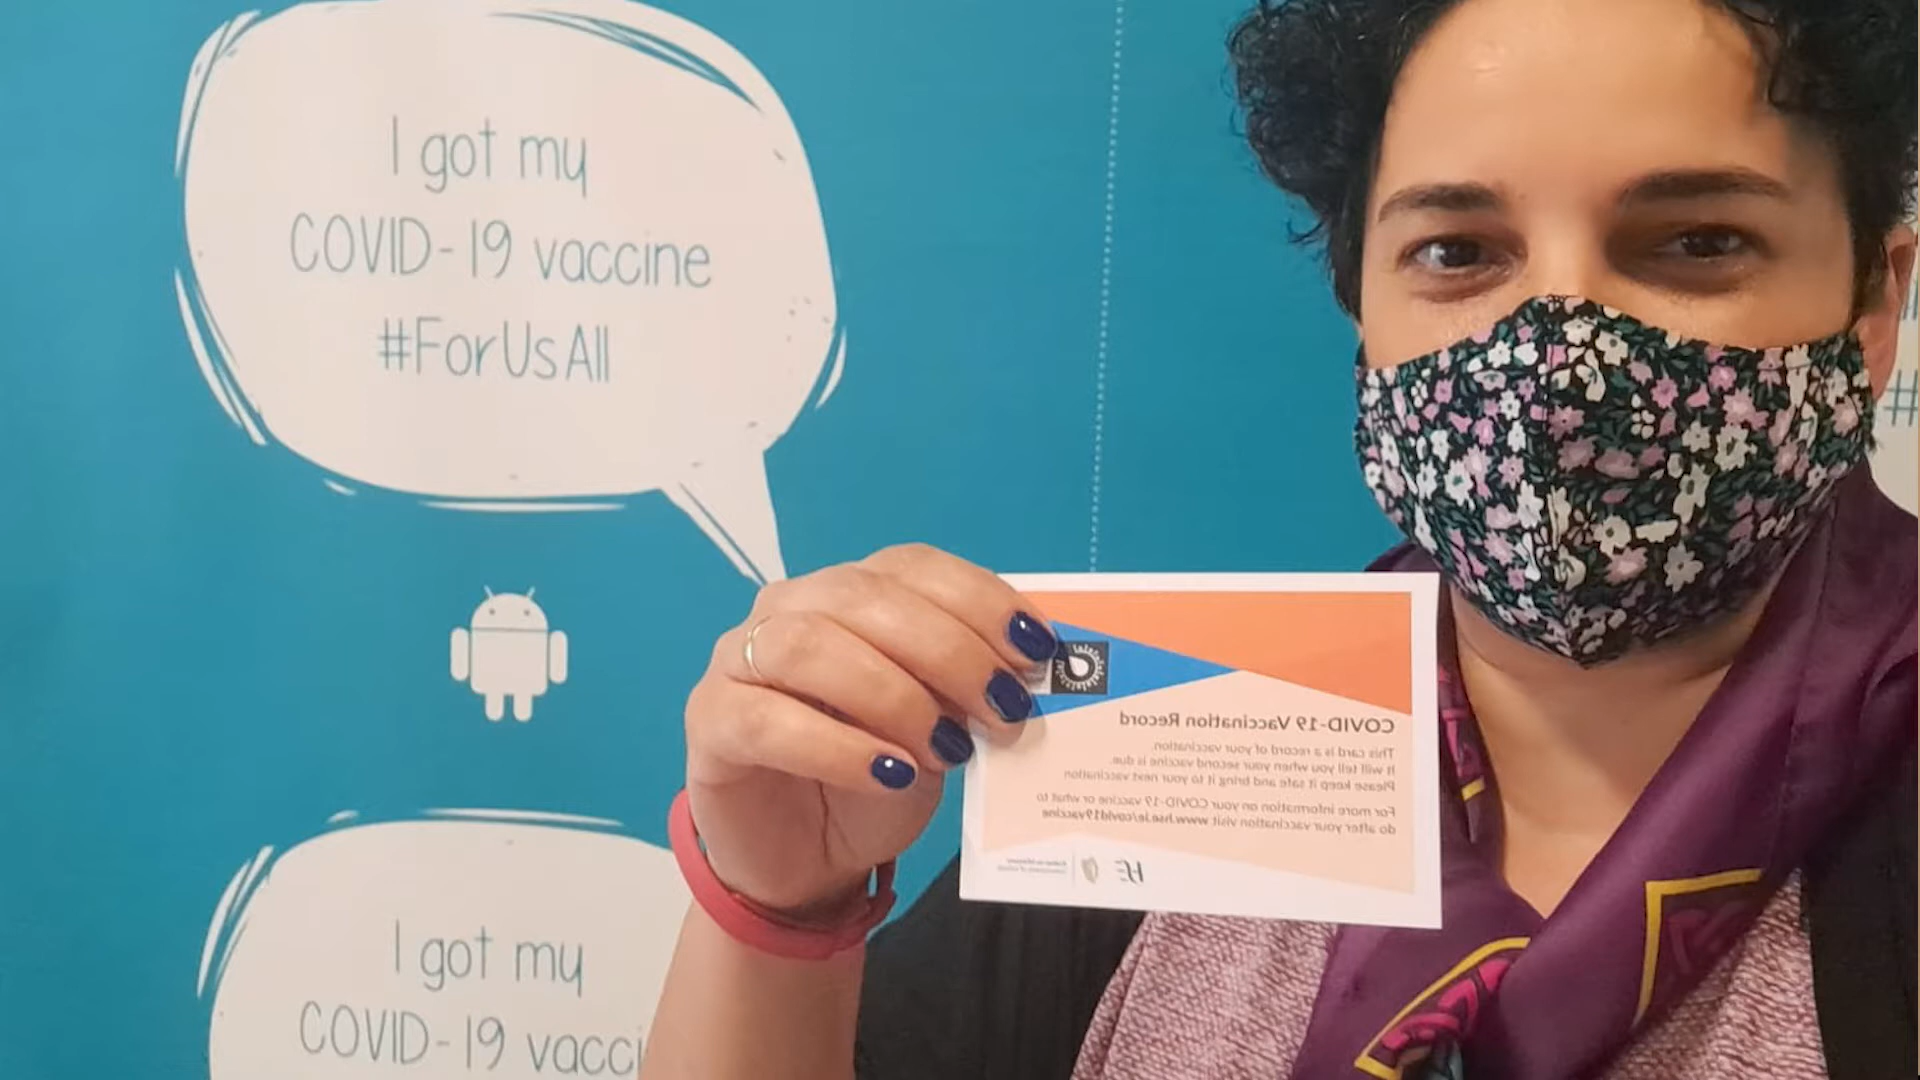 I got my
COVID-19 vaccine
#ForUsAll
COVID-19 Vaccination Record
This card is a record of your vaccination.
It will tell you when your second vaccine is due.
Please keep it safe and bring it to your next vaccination
For more information on your COVID-19 vaccine or what to
do after your vaccination visit www.hse.ie/covid19vaccine
I got my
COVID-19 vacci
#